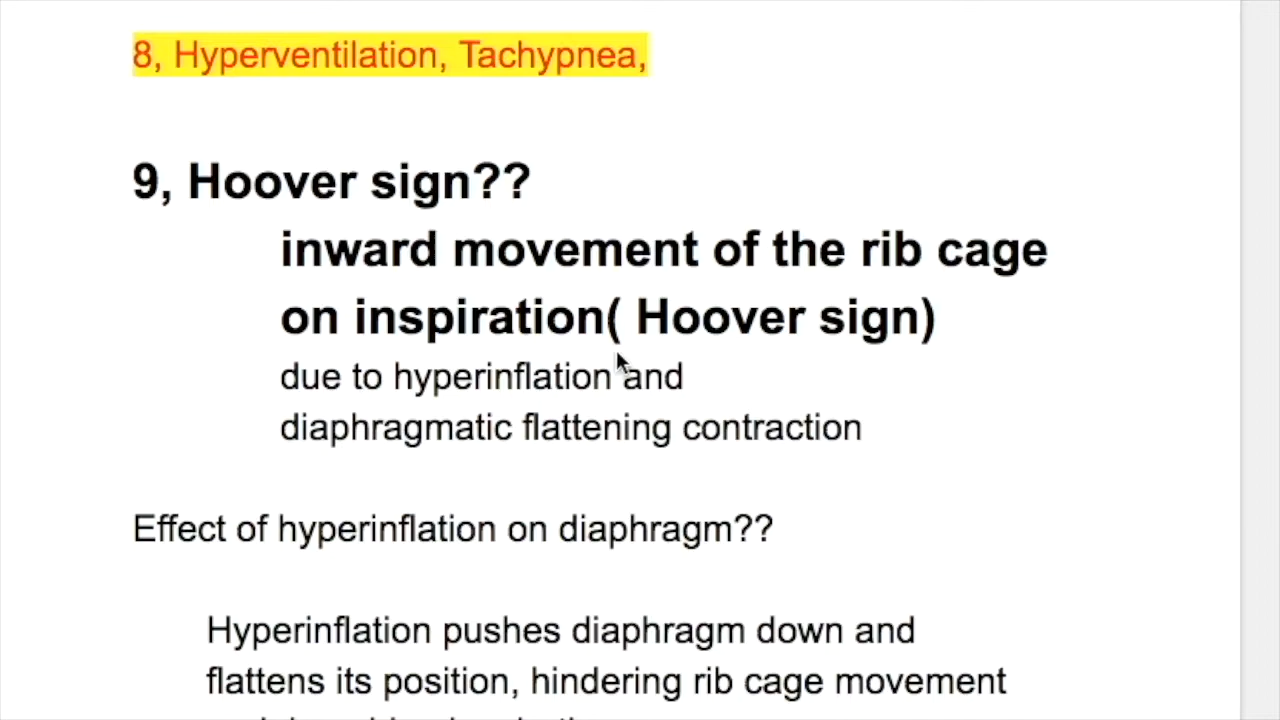 8, Hyperventilation, Tachypnea,
9, Hoover sign??
inward movement of the rib cage
on inspiration( Hoover sign)
due to hyperinflation and
diaphragmatic flattening contraction
Effect of hyperinflation on diaphragm??
Hyperinflation pushes diaphragm down and
flattens its position, hindering rib cage movement